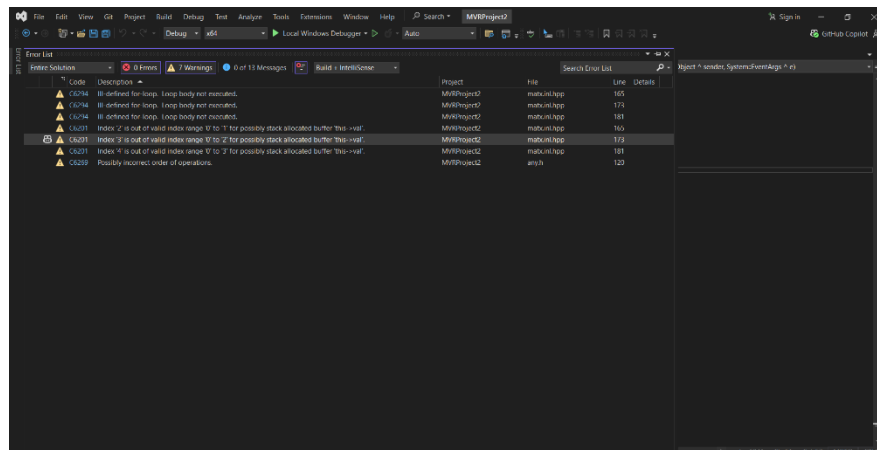 File Edit View Git Project Build Debug Test Analyze Tools Extensions Window Help Search MVRProject2 Sign in
Debug x64 Local Windows Debugger Auto GitHub Copilot
Error List
Error List
Entire Solution 0 Errors 7 Warnings 0 of 13 Messages Build + IntelliSense Search Error List
Object ^ sender, System::EventArgs ^ e)
Code Description Project File Line Details
C6294 Ill-defined for-loop. Loop body not executed. MVRProject2 matx.inl.hpp 165
C6294 Ill-defined for-loop. Loop body not executed. MVRProject2 matx.inl.hpp 173
C6294 Ill-defined for-loop. Loop body not executed. MVRProject2 matx.inl.hpp 181
C6201 Index '2' is out of valid index range '0' to '1' for possibly stack allocated buffer 'this->val'. MVRProject2 matx.inl.hpp 165
C6201 Index '3' is out of valid index range '0' to '2' for possibly stack allocated buffer 'this->val'. MVRProject2 matx.inl.hpp 173
C6201 Index '4' is out of valid index range '0' to '3' for possibly stack allocated buffer 'this->val'. MVRProject2 matx.inl.hpp 181
C6269 Possibly incorrect order of operations. MVRProject2 any.h 120